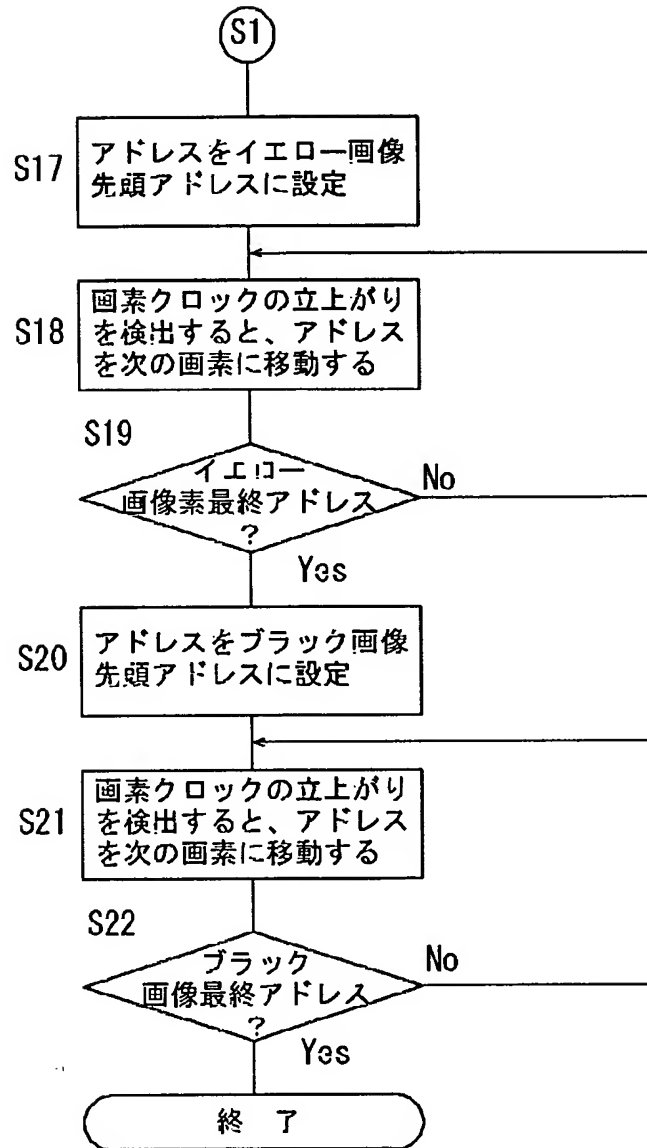 S1
S17
アドレスをイエロー画像
先頭アドレスに設定
S18
画素クロックの立上がり
を検出すると、アドレス
を次の画素に移動する
S19
イエロー
画像素最終アドレス
?
No
Yes
S20
アドレスをブラック画像
先頭アドレスに設定
S21
画素クロックの立上がり
を検出すると、アドレス
を次の画素に移動する
S22
ブラック
画像最終アドレス
?
No
Yes
終了